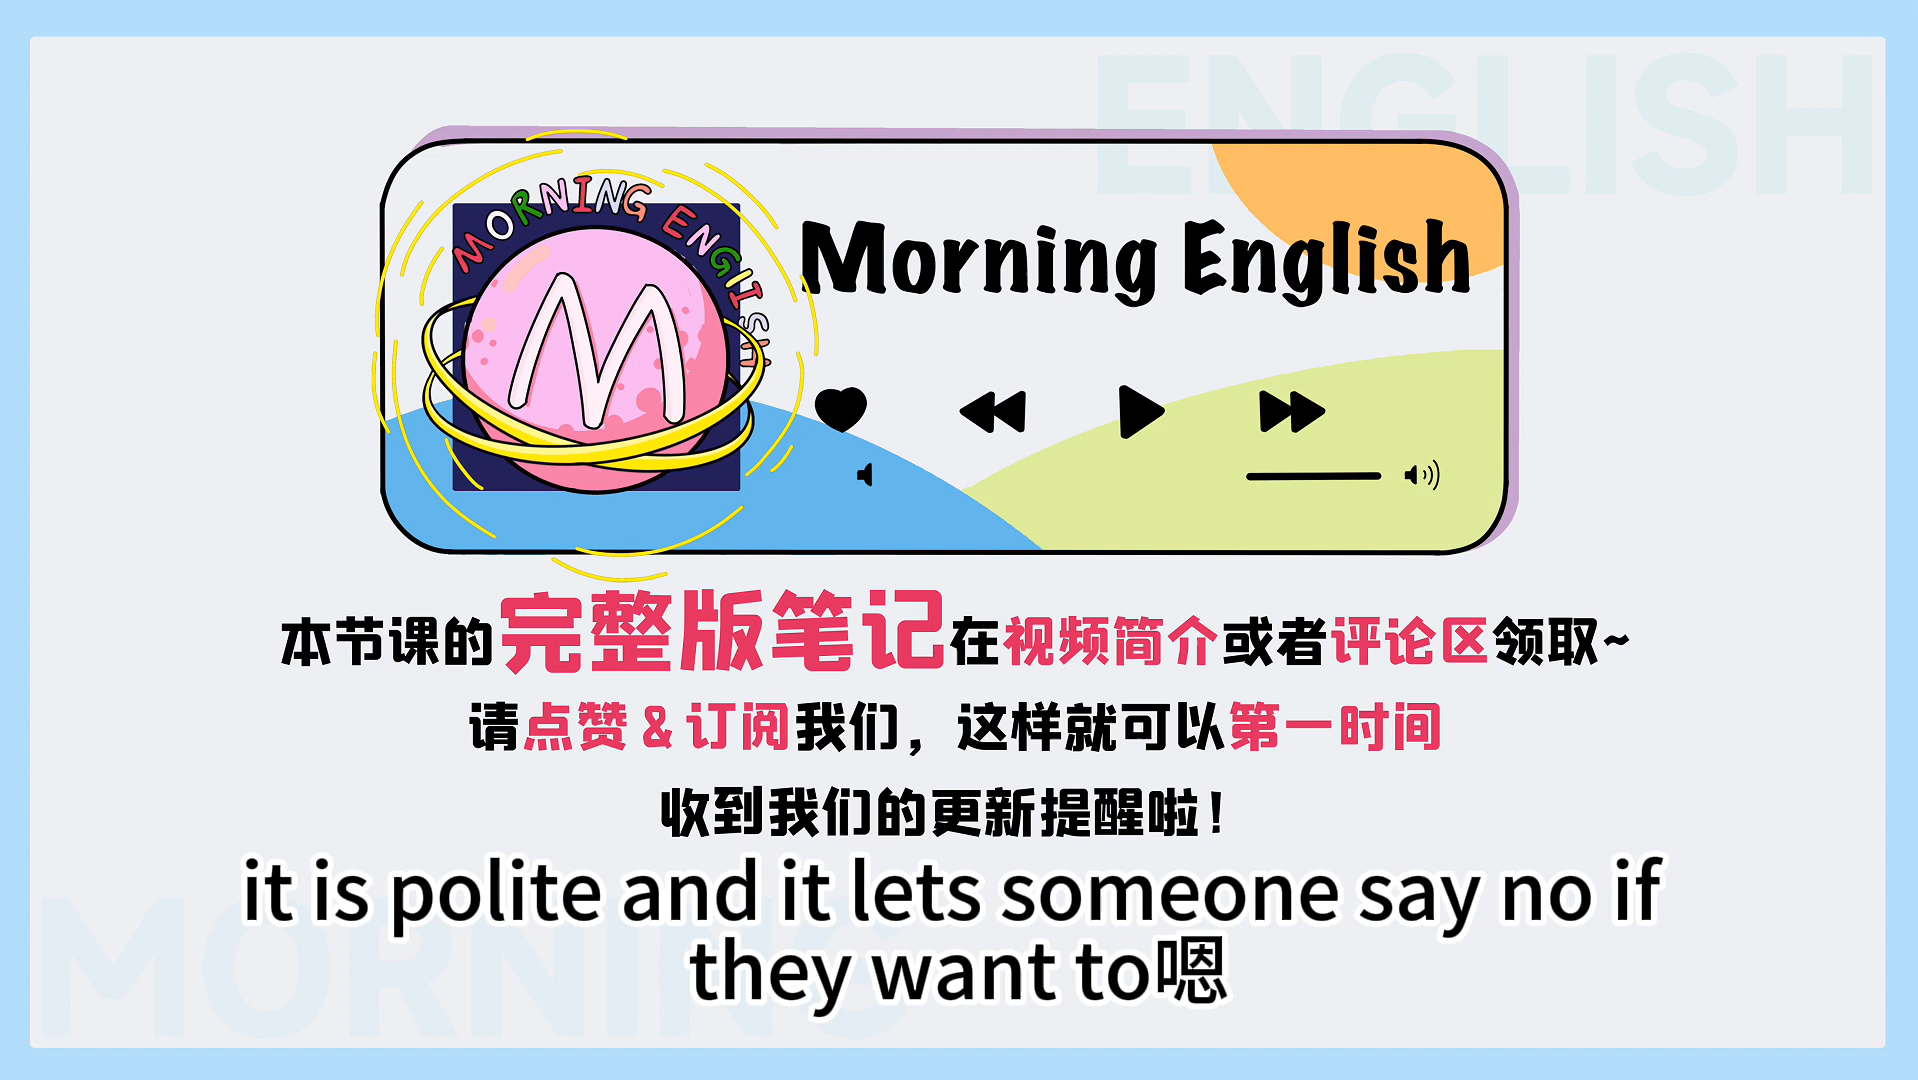 ENGLISH
MORNING ENGLISH
M
Morning English
本节课的完整版笔记在视频简介或者评论区领取~
请点赞&订阅我们，这样就可以第一时间
收到我们的更新提醒啦！
it is polite and it lets someone say no if
they want to嗯
MORNING